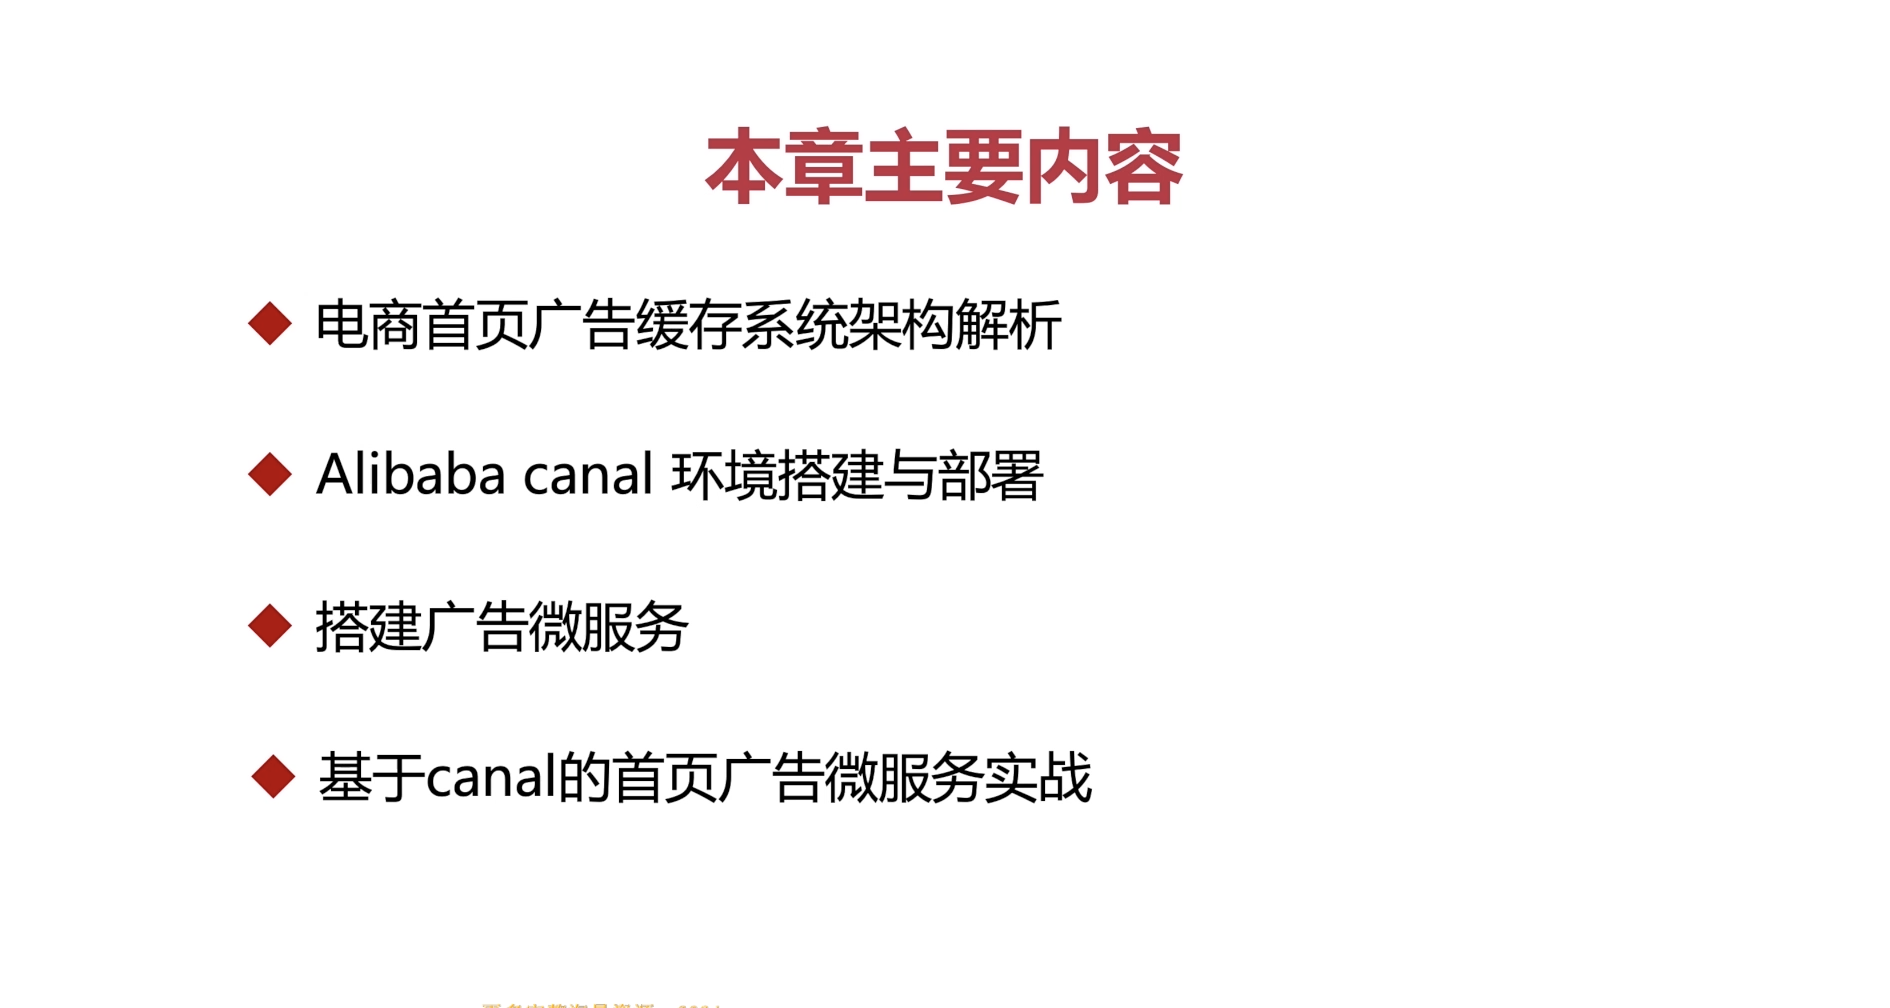 本章主要内容
电商首页广告缓存系统架构解析
Alibaba canal 环境搭建与部署
搭建广告微服务
基于canal的首页广告微服务实战